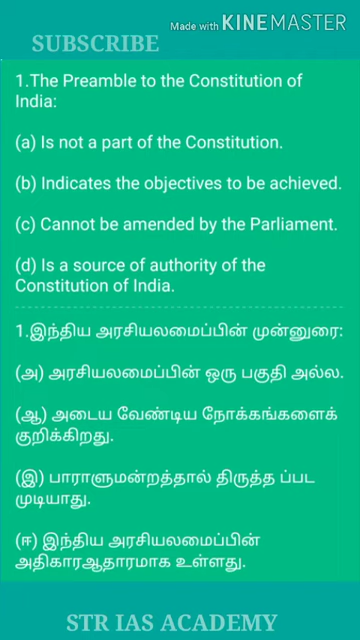 Made with KINEMASTER
SUBSCRIBE
1.The Preamble to the Constitution of
India:
(a) Is not a part of the Constitution.
(b) Indicates the objectives to be achieved.
(c) Cannot be amended by the Parliament.
(d) Is a source of authority of the
Constitution of India.
1.இந்திய அரசியலமைப்பின் முன்னுரை:
(அ) அரசியலமைப்பின் ஒரு பகுதி அல்ல.
(ஆ) அடைய வேண்டிய நோக்கங்களைக்
குறிக்கிறது.
(இ) பாராளுமன்றத்தால் திருத்த ப்பட
முடியாது.
(ஈ) இந்திய அரசியலமைப்பின்
அதிகாரஆதாரமாக உள்ளது.
STR IAS ACADEMY